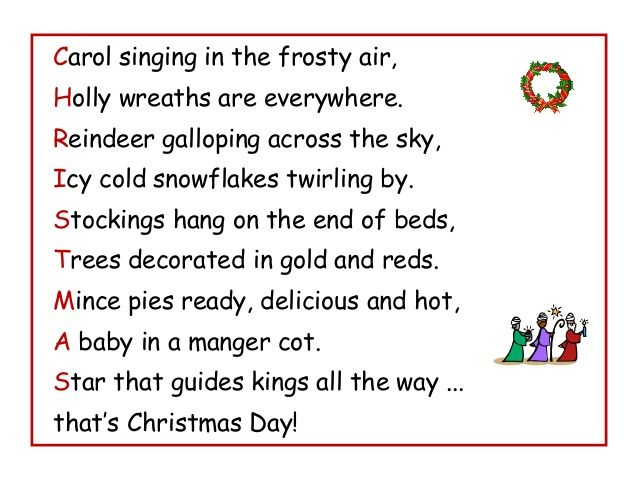 Carol singing in the frosty air,
Holly wreaths are everywhere.
Reindeer galloping across the sky,
Icy cold snowflakes twirling by.
Stockings hang on the end of beds,
Trees decorated in gold and reds.
Mince pies ready, delicious and hot,
A baby in a manger cot.
Star that guides kings all the way ...
that's Christmas Day!